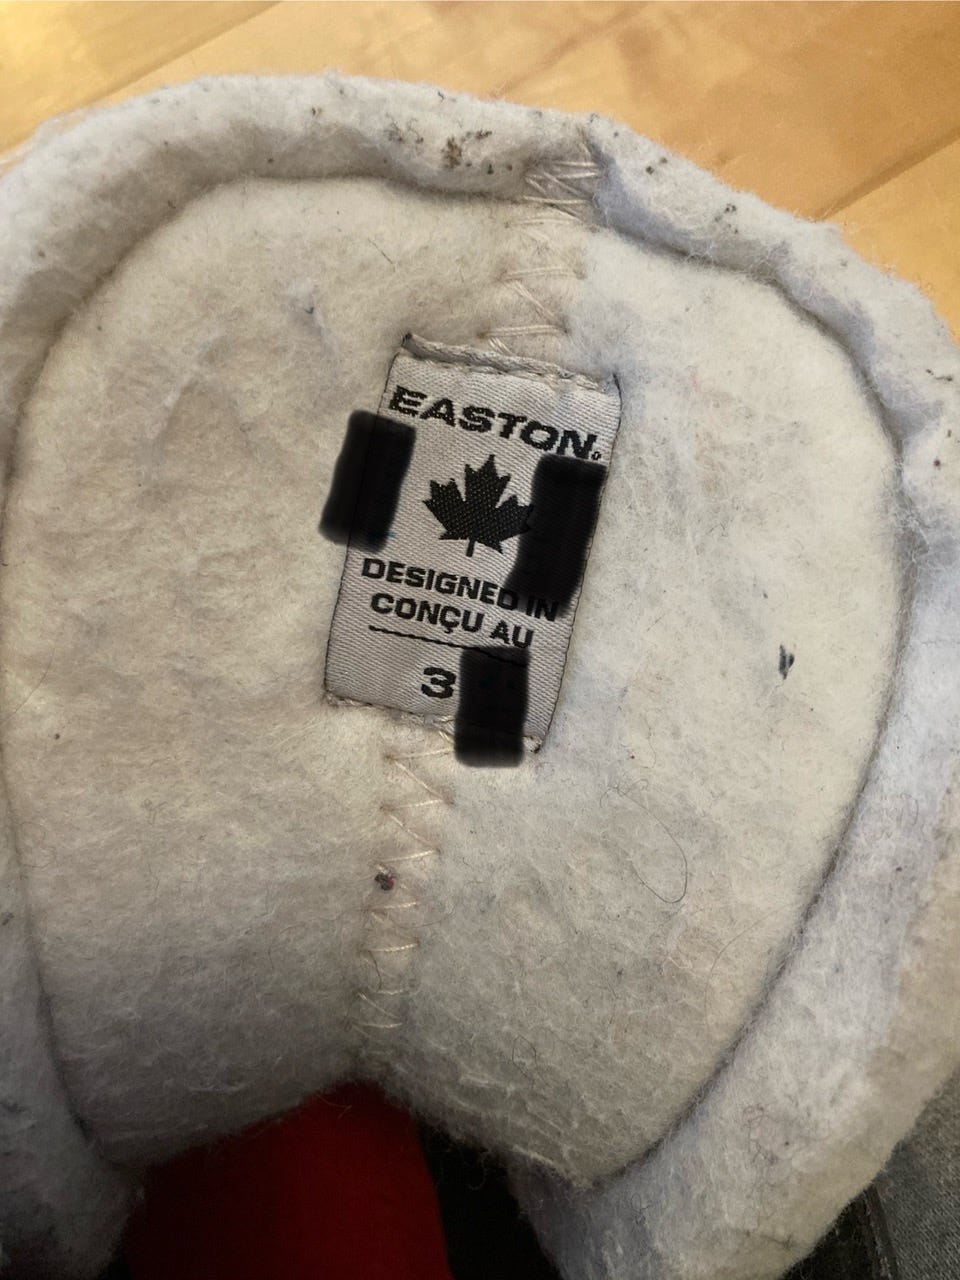 EASTON
DESIGNED IN
CONÇU AU
3